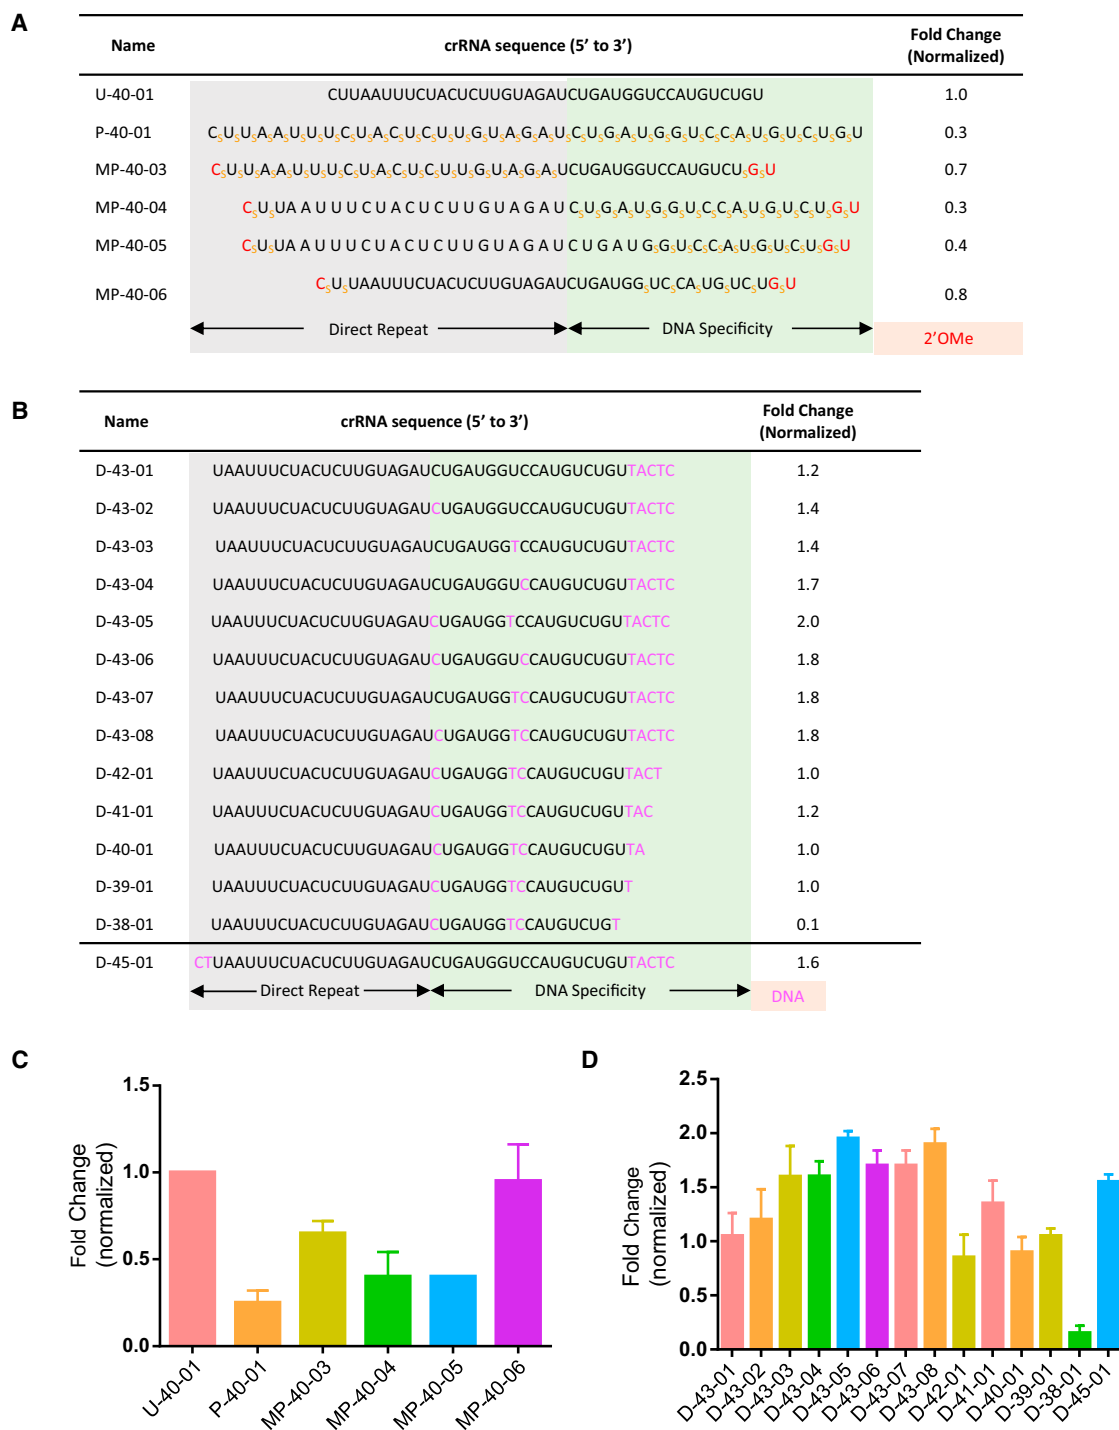 A
Name crRNA sequence (5’ to 3’) Fold Change (Normalized)
U-40-01 CUUAAUUUCUACUCUUGUAGAUCUGAUGGUCCAUGUCUGU 1.0
P-40-01 CsUsUsAsAsUsUsUsCsUsAsCsUsCsUsUsGsUsAsGsAsUsCsUsGsAsUsGsGsUsCsCsAsUsGsUsCsUsGsU 0.3
MP-40-03 CsUsUsAsAsUsUsUsCsUsAsCsUsCsUsUsGsUsAsGsAsUCUGAUGGUCCAUGUCUsGsU 0.7
MP-40-04 CsUsUAAUUUCUACUCUUGUAGAUCsUsGsAsUsGsGsUsCsCsAsUsGsUsCsUsGsU 0.3
MP-40-05 CsUsUAAUUUCUACUCUUGUAGAUCUGAUGsGsUsCsCsAsUsGsUsCsUsGsU 0.4
MP-40-06 CsUsUAAUUUCUACUCUUGUAGAUCUGAUGGsUCsCAsUGsUCsUGsU 0.8
Direct Repeat DNA Specificity 2’OMe
B
Name crRNA sequence (5’ to 3’) Fold Change (Normalized)
D-43-01 UAAUUUCUACUCUUGUAGAUCUGAUGGUCCAUGUCUGUTACTC 1.2
D-43-02 UAAUUUCUACUCUUGUAGAUCUGAUGGUCCAUGUCUGUTACTC 1.4
D-43-03 UAAUUUCUACUCUUGUAGAUCUGAUGGTCCAUGUCUGUTACTC 1.4
D-43-04 UAAUUUCUACUCUUGUAGAUCUGAUGGUCCAUGUCUGUTACTC 1.7
D-43-05 UAAUUUCUACUCUUGUAGAUCUGAUGGTCCAUGUCUGUTACTC 2.0
D-43-06 UAAUUUCUACUCUUGUAGAUCUGAUGGUCCAUGUCUGUTACTC 1.8
D-43-07 UAAUUUCUACUCUUGUAGAUCUGAUGGTCCAUGUCUGUTACTC 1.8
D-43-08 UAAUUUCUACUCUUGUAGAUCUGAUGGTCCAUGUCUGUTACTC 1.8
D-42-01 UAAUUUCUACUCUUGUAGAUCUGAUGGTCCAUGUCUGUTACT 1.0
D-41-01 UAAUUUCUACUCUUGUAGAUCUGAUGGTCCAUGUCUGUTAC 1.2
D-40-01 UAAUUUCUACUCUUGUAGAUCUGAUGGTCCAUGUCUGUTA 1.0
D-39-01 UAAUUUCUACUCUUGUAGAUCUGAUGGTCCAUGUCUGUT 1.0
D-38-01 UAAUUUCUACUCUUGUAGAUCUGAUGGTCCAUGUCUGT 0.1
D-45-01 CTUAAUUUCUACUCUUGUAGAUCUGAUGGUCCAUGUCUGUTACTC 1.6
Direct Repeat DNA Specificity DNA
C
Fold Change
(normalized)
1.5
1.0
0.5
0.0
U-40-01
P-40-01
MP-40-03
MP-40-04
MP-40-05
MP-40-06
D
Fold Change
(normalized)
2.5
2.0
1.5
1.0
0.5
0.0
D-43-01
D-43-02
D-43-03
D-43-04
D-43-05
D-43-06
D-43-07
D-43-08
D-42-01
D-41-01
D-40-01
D-39-01
D-38-01
D-45-01